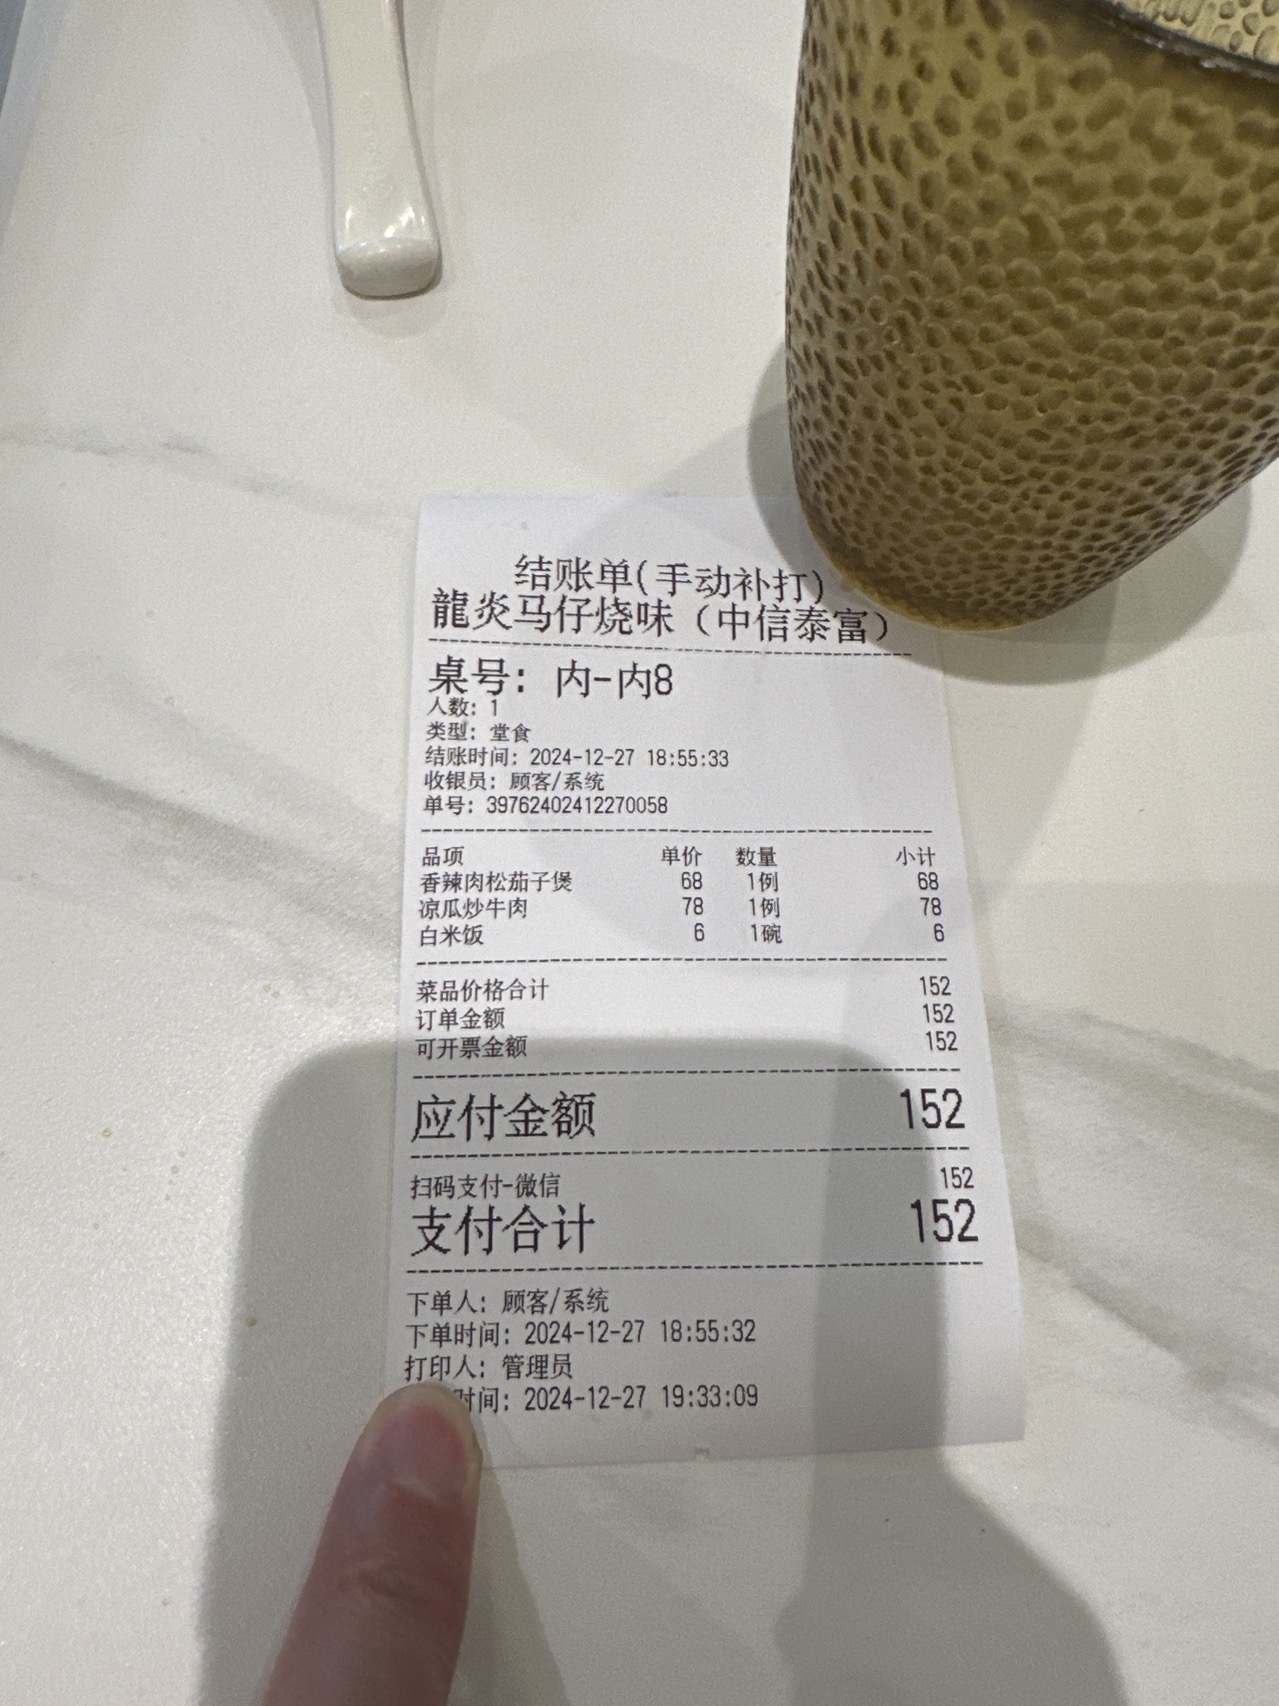 结账单(手动补打)
龍炎马仔烧味（中信泰富）
桌号: 内-内8
人数: 1
类型: 堂食
结账时间: 2024-12-27 18:55:33
收银员: 顾客/系统
单号: 39762402412270058
品项 单价 数量 小计
香辣肉松茄子煲 68 1例 68
凉瓜炒牛肉 78 1例 78
白米饭 6 1碗 6
菜品价格合计 152
订单金额 152
可开票金额 152
应付金额 152
扫码支付-微信 152
支付合计 152
下单人: 顾客/系统
下单时间: 2024-12-27 18:55:32
打印人: 管理员
时间: 2024-12-27 19:33:09